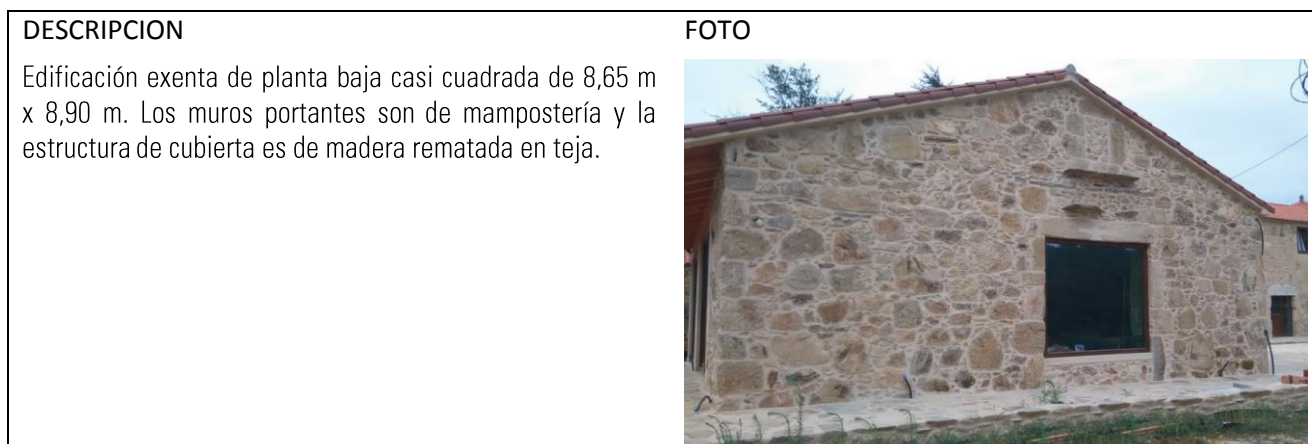 DESCRIPCION
Edificación exenta de planta baja casi cuadrada de 8,65 m
x 8,90 m. Los muros portantes son de mampostería y la
estructura de cubierta es de madera rematada en teja.
FOTO